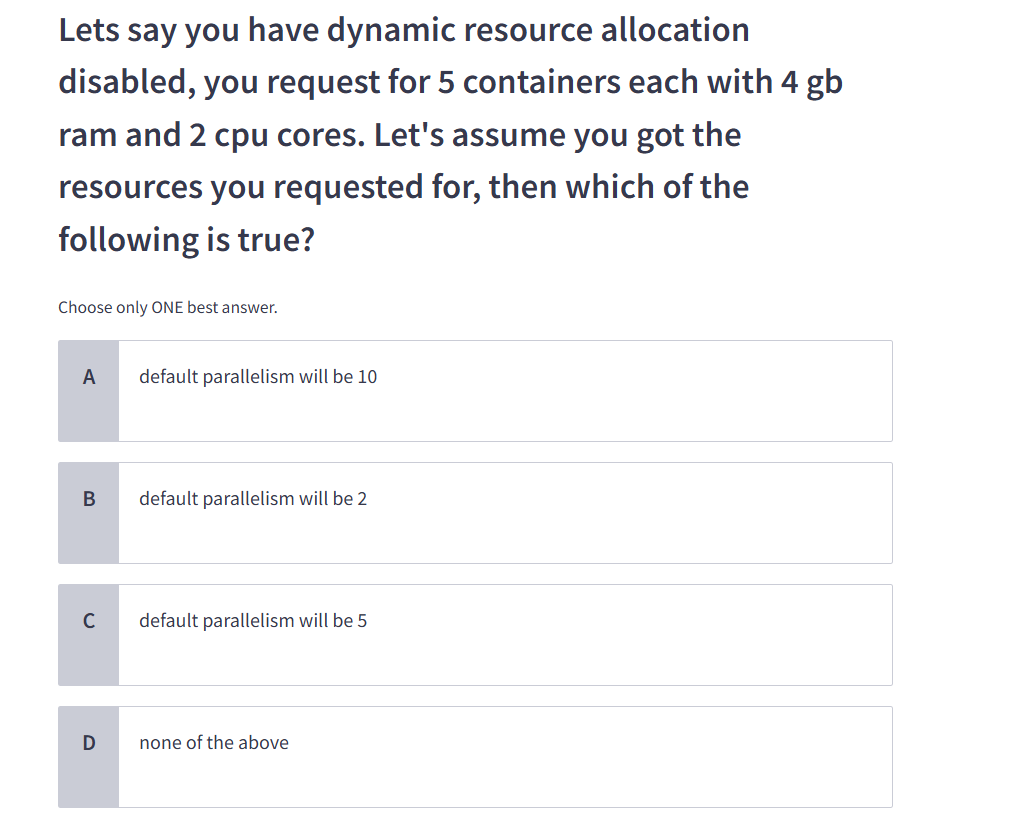 Lets say you have dynamic resource allocation
disabled, you request for 5 containers each with 4 gb
ram and 2 cpu cores. Let's assume you got the
resources you requested for, then which of the
following is true?
Choose only ONE best answer.
A default parallelism will be 10
B default parallelism will be 2
C default parallelism will be 5
D none of the above